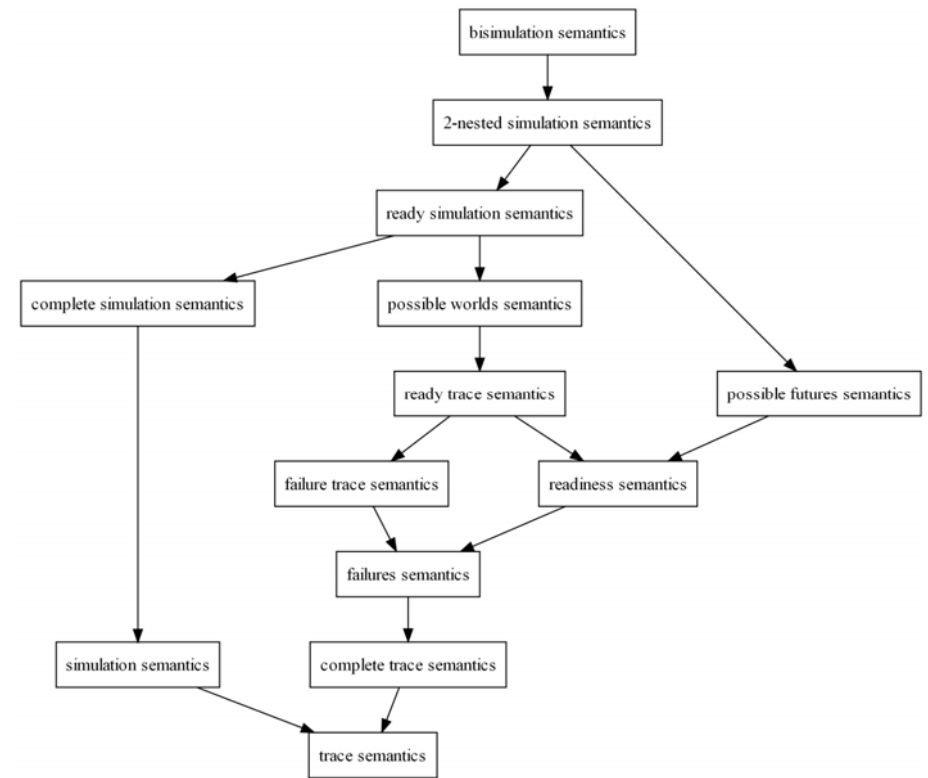 bisimulation semantics
2-nested simulation semantics
ready simulation semantics
complete simulation semantics
possible worlds semantics
ready trace semantics
possible futures semantics
failure trace semantics
readiness semantics
failures semantics
simulation semantics
complete trace semantics
trace semantics